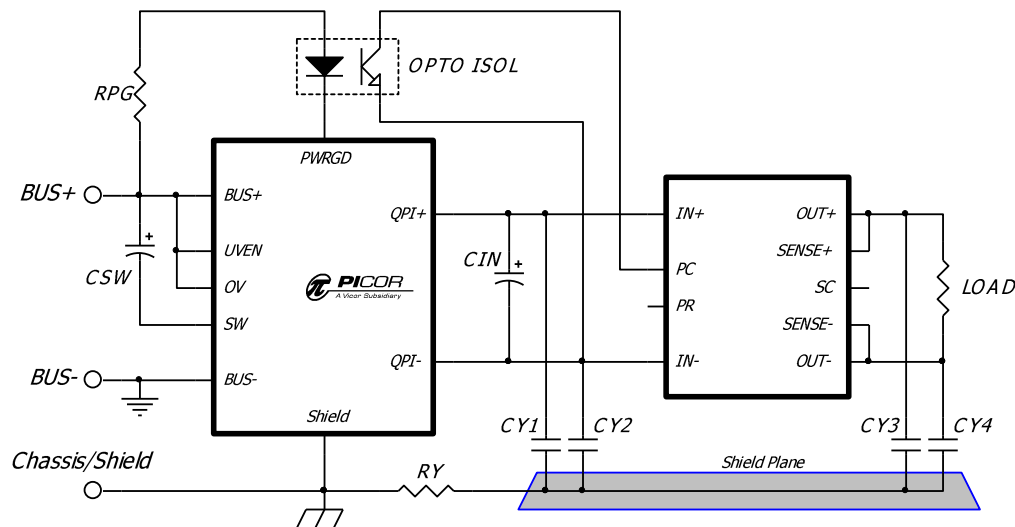 OPTO ISOL
RPG
PWRGD
BUS+
BUS+
QPI+
IN+
OUT+
UVEN
SENSE+
CIN
+
+
PC
CSW
OV
π PICOR
A Vicor Subsidiary
SC
LOAD
PR
SW
SENSE-
QPI-
IN-
OUT-
BUS-
BUS-
Shield
CY1
CY2
CY3
CY4
Chassis/Shield
RY
Shield Plane